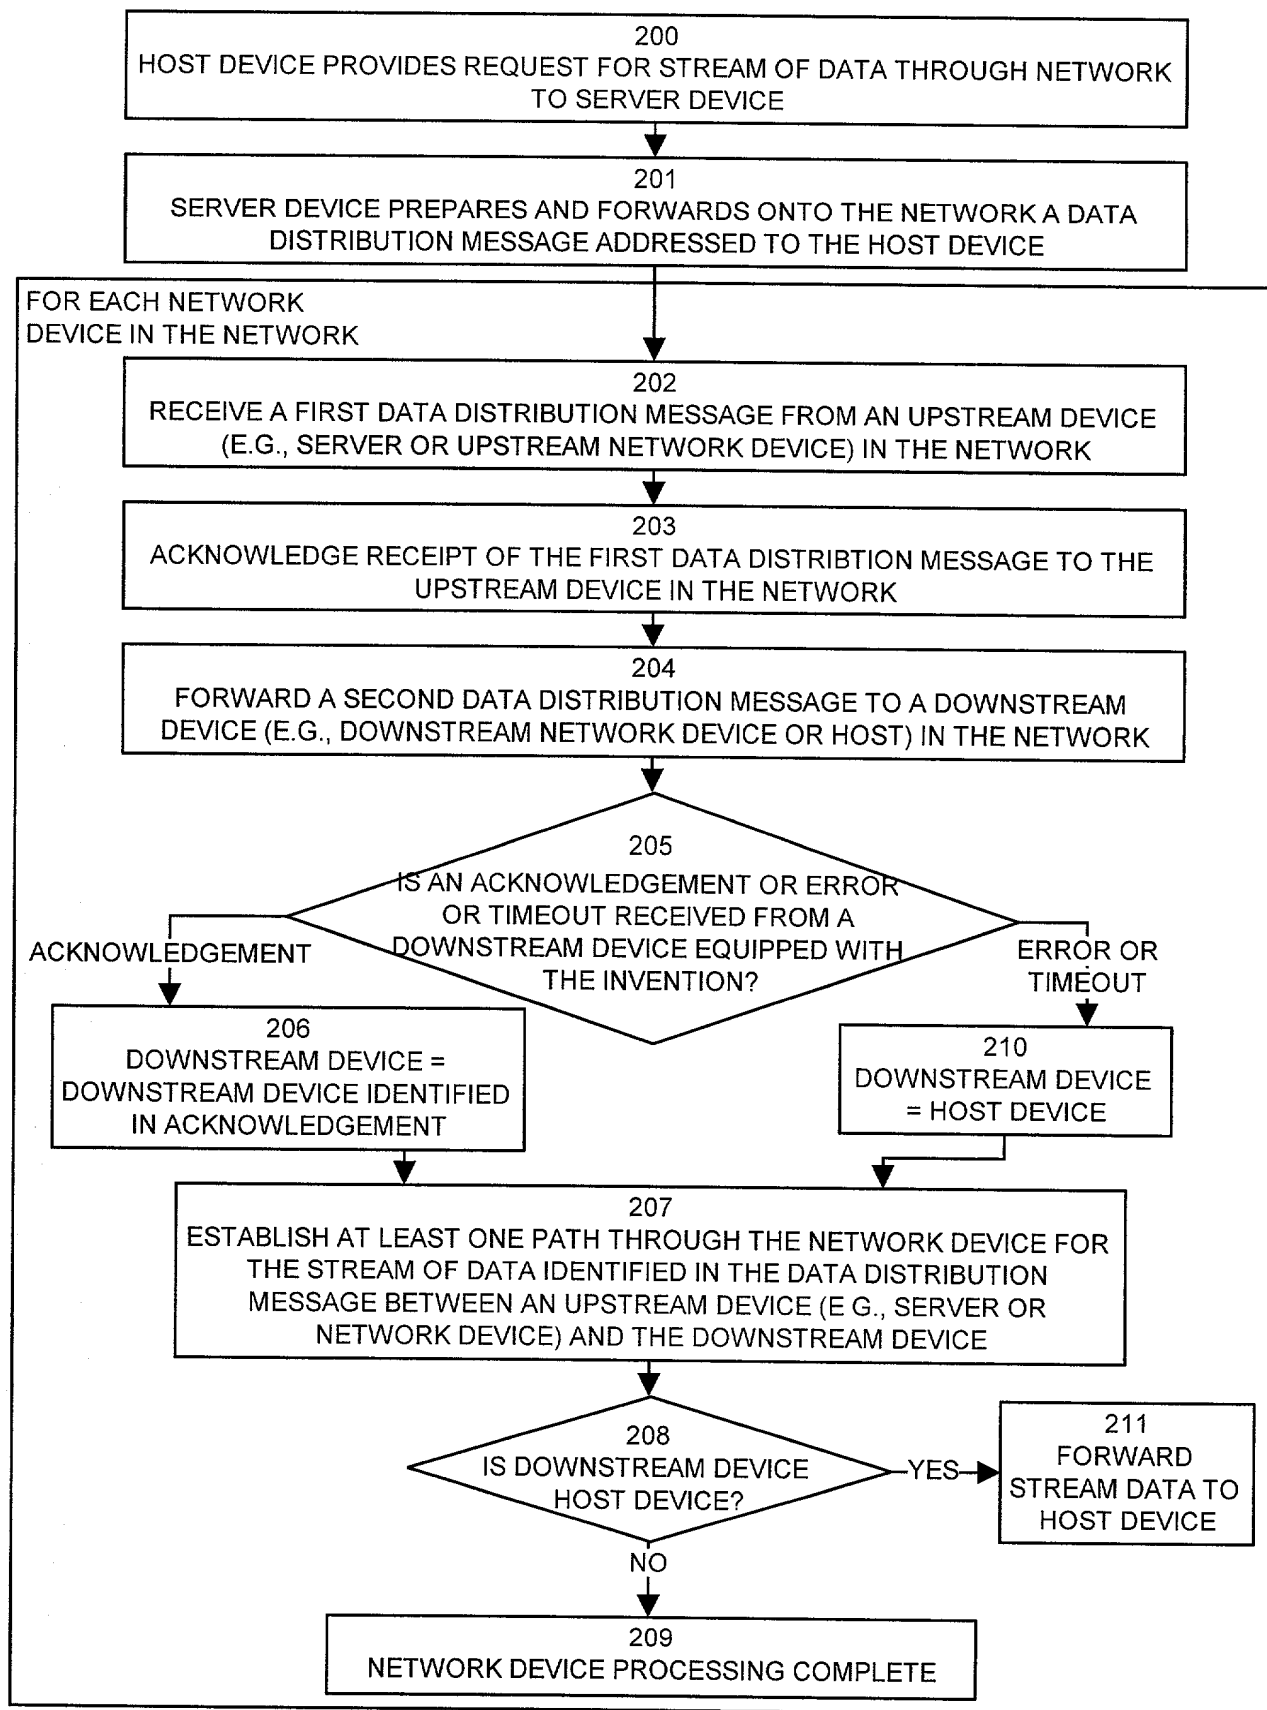 200
HOST DEVICE PROVIDES REQUEST FOR STREAM OF DATA THROUGH NETWORK
TO SERVER DEVICE
201
SERVER DEVICE PREPARES AND FORWARDS ONTO THE NETWORK A DATA
DISTRIBUTION MESSAGE ADDRESSED TO THE HOST DEVICE
FOR EACH NETWORK
DEVICE IN THE NETWORK
202
RECEIVE A FIRST DATA DISTRIBUTION MESSAGE FROM AN UPSTREAM DEVICE
(E.G., SERVER OR UPSTREAM NETWORK DEVICE) IN THE NETWORK
203
ACKNOWLEDGE RECEIPT OF THE FIRST DATA DISTRIBTION MESSAGE TO THE
UPSTREAM DEVICE IN THE NETWORK
204
FORWARD A SECOND DATA DISTRIBUTION MESSAGE TO A DOWNSTREAM
DEVICE (E.G., DOWNSTREAM NETWORK DEVICE OR HOST) IN THE NETWORK
205
IS AN ACKNOWLEDGEMENT OR ERROR
OR TIMEOUT RECEIVED FROM A
DOWNSTREAM DEVICE EQUIPPED WITH
THE INVENTION?
ACKNOWLEDGEMENT
ERROR OR
TIMEOUT
206
DOWNSTREAM DEVICE =
DOWNSTREAM DEVICE IDENTIFIED
IN ACKNOWLEDGEMENT
210
DOWNSTREAM DEVICE
= HOST DEVICE
207
ESTABLISH AT LEAST ONE PATH THROUGH THE NETWORK DEVICE FOR
THE STREAM OF DATA IDENTIFIED IN THE DATA DISTRIBUTION
MESSAGE BETWEEN AN UPSTREAM DEVICE (E G., SERVER OR
NETWORK DEVICE) AND THE DOWNSTREAM DEVICE
208
IS DOWNSTREAM DEVICE
HOST DEVICE?
YES
211
FORWARD
STREAM DATA TO
HOST DEVICE
NO
209
NETWORK DEVICE PROCESSING COMPLETE